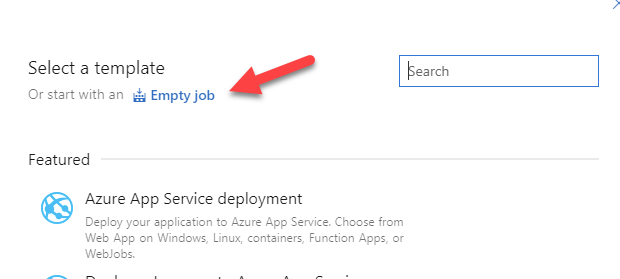 Select a template
Search
Or start with an Empty job
Featured
Azure App Service deployment
Deploy your application to Azure App Service. Choose from
Web App on Windows, Linux, containers, Function Apps, or
WebJobs.